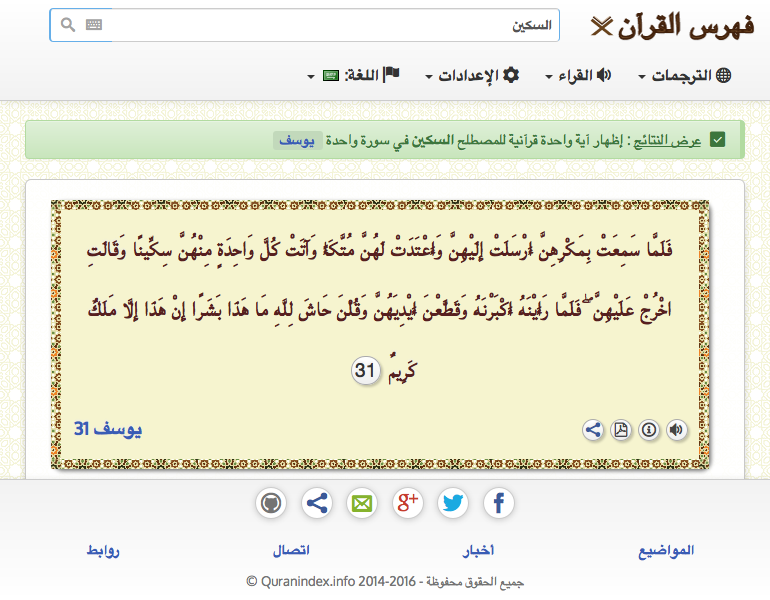 فهرس القرآن
السكين
الترجمات
القراء
الإعدادات
اللغة:
عرض النتائج : إظهار آية واحدة قرآنية للمصطلح السكين في سورة واحدة يوسف
فَلَمَّا سَمِعَتْ بِمَكْرِهِنَّ أَرْسَلَتْ إِلَيْهِنَّ وَأَعْتَدَتْ لَهُنَّ مُتَّكَأً وَآتَتْ كُلَّ وَاحِدَةٍ مِنْهُنَّ سِكِّينًا وَقَالَتِ
اخْرُجْ عَلَيْهِنَّ ۖ فَلَمَّا رَأَيْنَهُ أَكْبَرْنَهُ وَقَطَّعْنَ أَيْدِيَهُنَّ وَقُلْنَ حَاشَ لِلَّهِ مَا هَذَا بَشَرًا إِنْ هَذَا إِلَّا مَلَكٌ
كَرِيمٌ 31
يوسف 31
المواضيع
أخبار
اتصال
روابط
جميع الحقوق محفوظة - Quranindex.info 2014-2016 ©